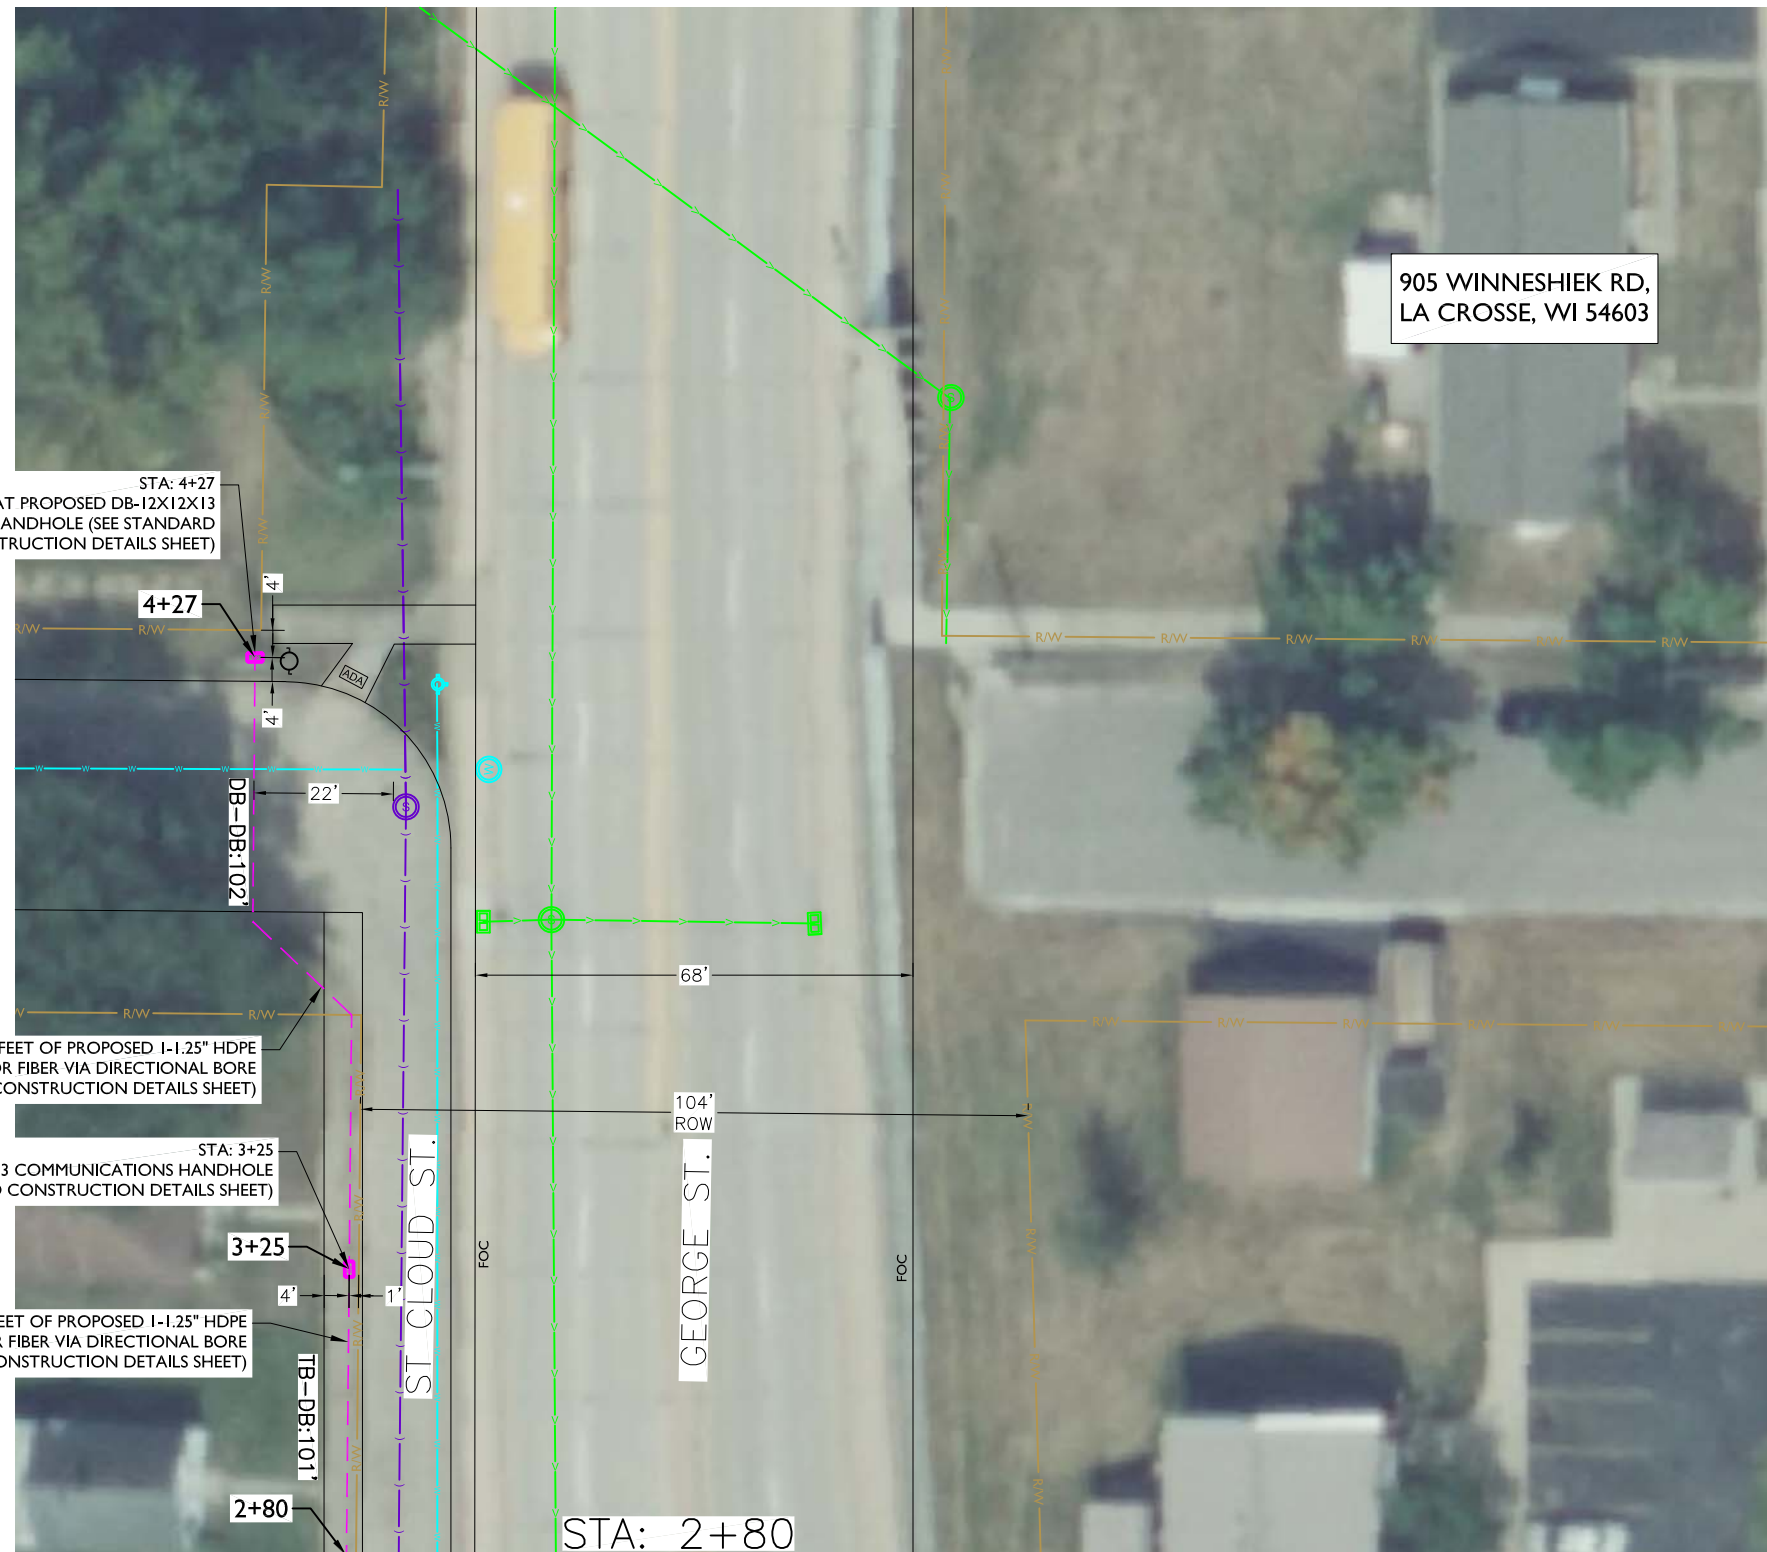 R/W
R/W
905 WINNESHIEK RD,
LA CROSSE, WI 54603
R/W
R/W
R/W
R/W
R/W
STA: 4+27
AT PROPOSED DB-12X12X13
ANDHOLE (SEE STANDARD
TRUCTION DETAILS SHEET)
R/W
4'
4+27
R/W
R/W
R/W
R/W
R/W
R/W
R/W
R/W
ADA
4'
W
W
W
W
W
W
W
W
22'
S
DB-DB:102'
68'
R/W
R/W
R/W
R/W
R/W
R/W
R/W
R/W
FEET OF PROPOSED 1-1.25" HDPE
OR FIBER VIA DIRECTIONAL BORE
CONSTRUCTION DETAILS SHEET)
R/W
104'
ROW
R/W
STA: 3+25
3 COMMUNICATIONS HANDHOLE
CONSTRUCTION DETAILS SHEET)
R/W
R/W
ST CLOUD ST.
GEORGE ST.
3+25
FOC
FOC
4'
1'
EET OF PROPOSED 1-1.25" HDPE
R FIBER VIA DIRECTIONAL BORE
ONSTRUCTION DETAILS SHEET)
R/W
R/W
TB-DB:101'
R/W
R/W
2+80
STA: 2+80